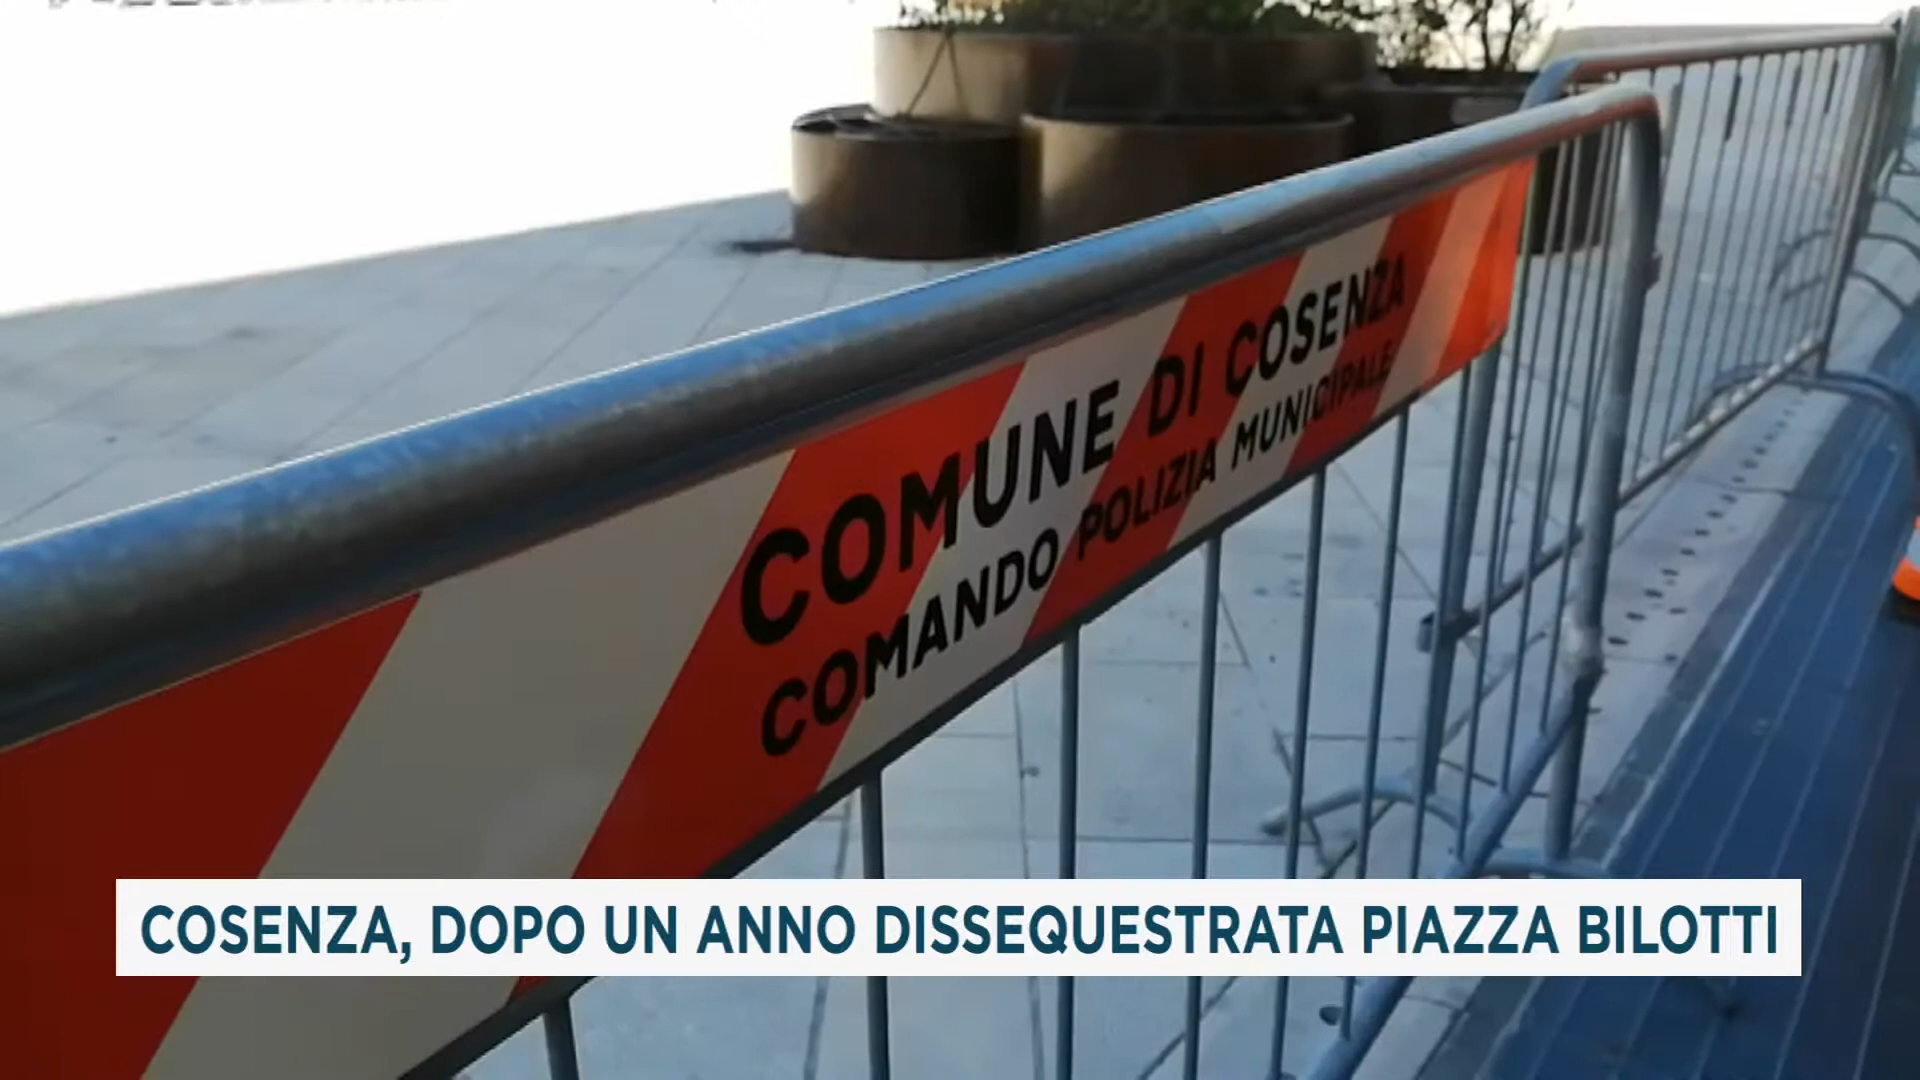 COMUNE DI COSENZA
COMANDO POLIZIA MUNICIPALE
COSENZA, DOPO UN ANNO DISSEQUESTRATA PIAZZA BILOTTI